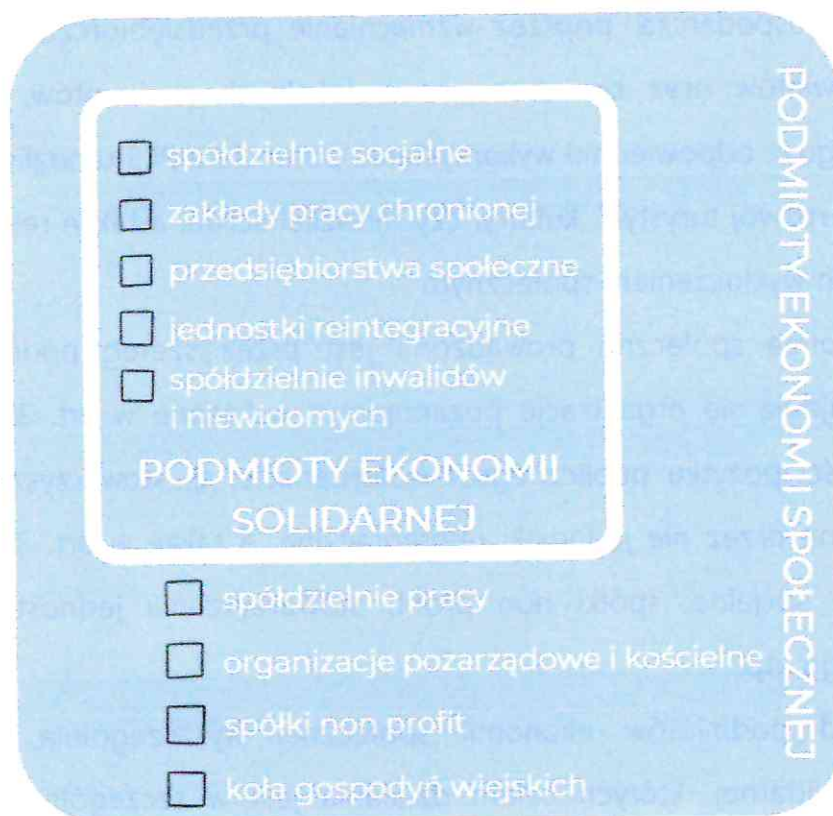 spółdzielnie socjalne
zakłady pracy chronionej
przedsiębiorstwa społeczne
jednostki reintegracyjne
spółdzielnie inwalidów
i niewidomych
PODMIOTY EKONOMII
SOLIDARNEJ
spółdzielnie pracy
organizacje pozarządowe i kościelne
spółki non profit
koła gospodyń wiejskich
PODMIOTY EKONOMI SPOŁECZNEJ